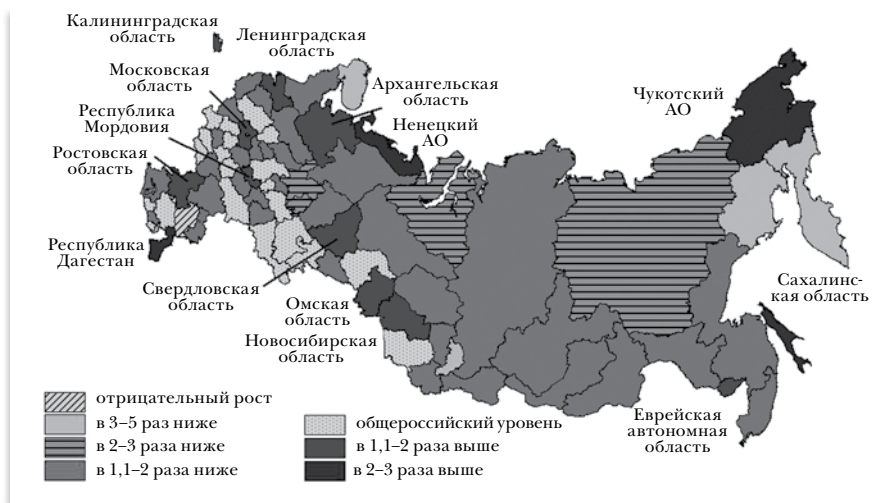 Калининградская
область
Ленинградская
область
Московская
область
Архангельская
область
Республика
Мордовия
Ненецкий
АО
Чукотский
АО
Ростовская
область
Республика
Дагестан
Свердловская
область
Омская
область
Новосибирская
область
Сахалинс-
кая область
Еврейская
автономная
область
отрицательный рост
в 3–5 раз ниже
в 2–3 раза ниже
в 1,1–2 раза ниже
общероссийский уровень
в 1,1–2 раза выше
в 2–3 раза выше